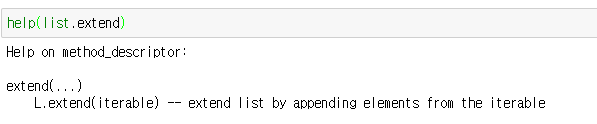 help(list.extend)
Help on method_descriptor:
extend(...)
L.extend(iterable) -- extend list by appending elements from the iterable